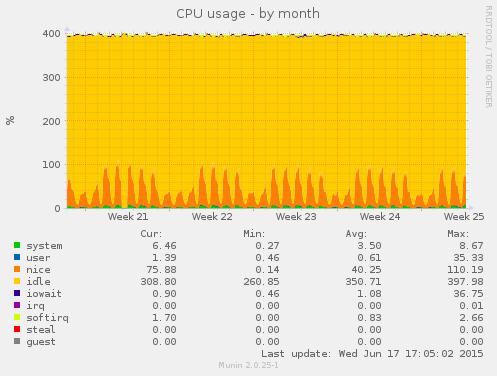 CPU usage - by month
RRDTOOL / TOBI OETIKER
%
400
300
200
100
0
Week 21 Week 22 Week 23 Week 24 Week 25
Cur: Min: Avg: Max:
system 6.46 0.27 3.50 8.67
user 1.39 0.46 0.61 35.33
nice 75.88 0.14 40.25 110.19
idle 308.80 260.85 350.71 397.98
iowait 0.90 0.46 1.08 36.75
irq 0.00 0.00 0.00 0.01
softirq 1.70 0.00 0.83 2.66
steal 0.00 0.00 0.00 0.00
guest 0.00 0.00 0.00 0.00
Last update: Wed Jun 17 17:05:02 2015
Munin 2.0.25-1